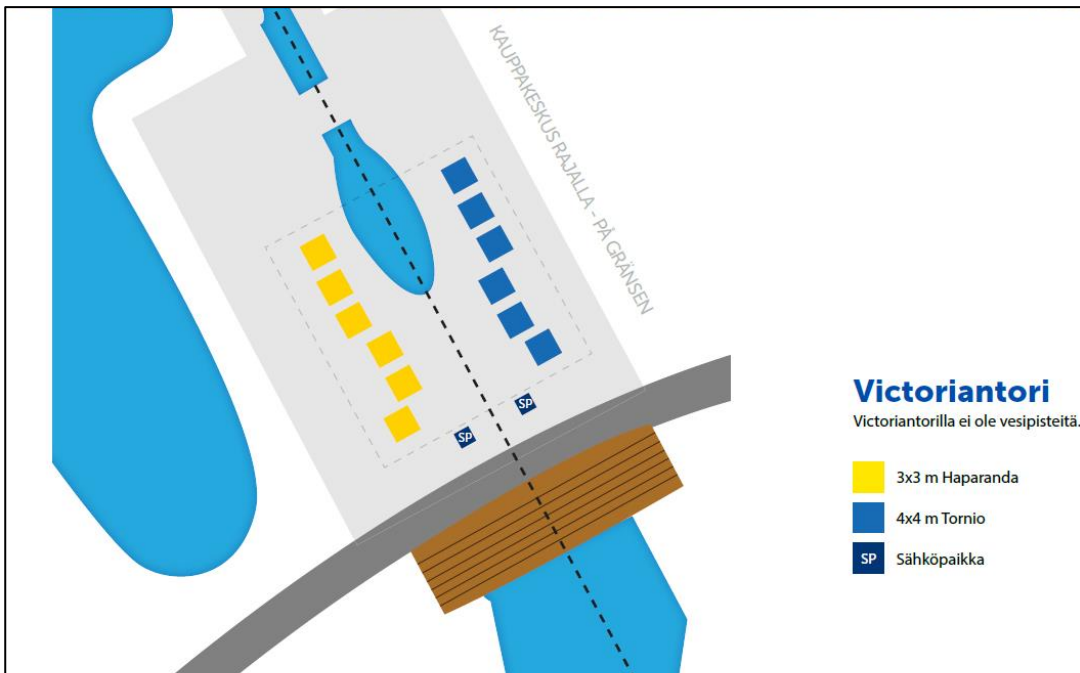 KAUPPAKESKUS RAJALLA - PÅ GRÄNSEN
SP
SP
Victoriantori
Victoriantorilla ei ole vesipisteitä.
3x3 m Haparanda
4x4 m Tornio
SP Sähköpaikka